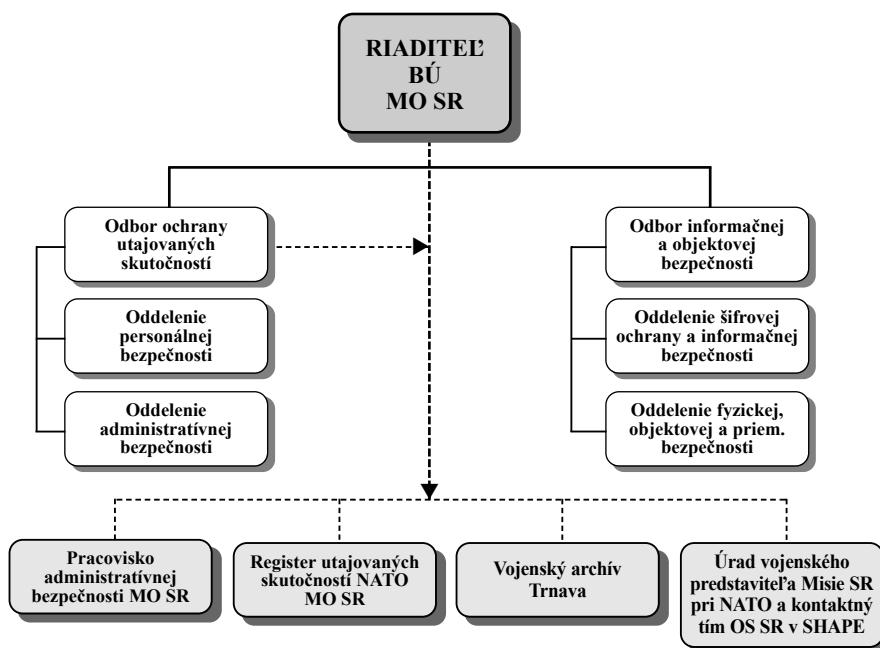 RIADITEĽ
BÚ
MO SR
Odbor ochrany
utajovaných
skutočností
Oddelenie
personálnej
bezpečnosti
Oddelenie
administratívnej
bezpečnosti
Odbor informačnej
a objektovej
bezpečnosti
Oddelenie šifrovej
ochrany a informačnej
bezpečnosti
Oddelenie fyzickej,
objektovej a priem.
bezpečnosti
Pracovisko
administratívnej
bezpečnosti MO SR
Register utajovaných
skutočností NATO
MO SR
Vojenský archív
Trnava
Úrad vojenského
predstaviteľa Misie SR
pri NATO a kontaktný
tím OS SR v SHAPE